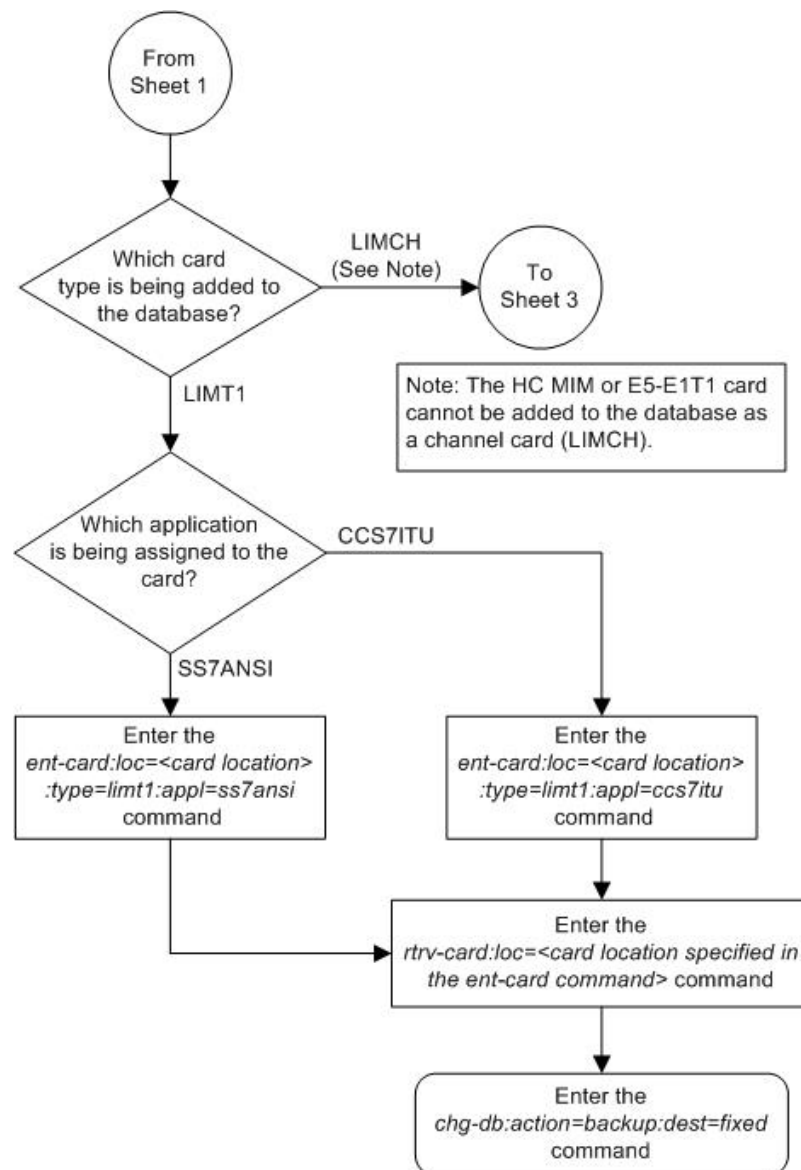 From
Sheet 1
Which card
type is being added to
the database?
LIMCH
(See Note)
To
Sheet 3
Note: The HC MIM or E5-E1T1 card
cannot be added to the database as
a channel card (LIMCH).
LIMT1
Which application
is being assigned to the
card?
CCS7ITU
SS7ANSI
Enter the
ent-card:loc=<card location>
:type=limt1:appl=ss7ansi
command
Enter the
ent-card:loc=<card location>
:type=limt1:appl=ccs7itu
command
Enter the
rtrv-card:loc=<card location specified in
the ent-card command> command
Enter the
chg-db:action=backup:dest=fixed
command